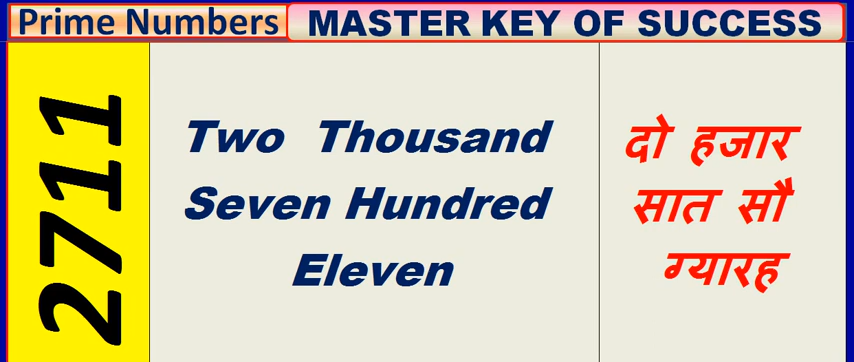 Prime Numbers
MASTER KEY OF SUCCESS
2711
Two Thousand
Seven Hundred
Eleven
दो हजार
सात सौ
ग्यारह